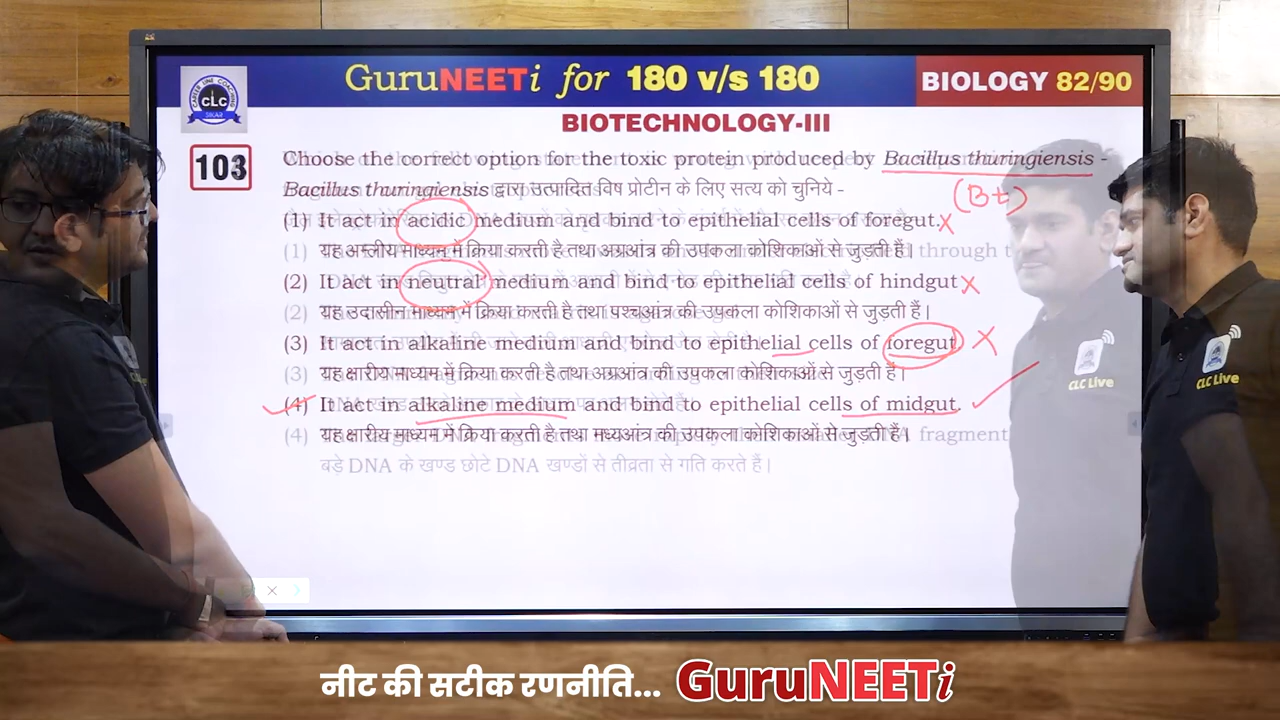 GuruNEETi for 180 v/s 180
BIOLOGY 82/90
CAREER LINE COACHING
CLC
SIKAR
BIOTECHNOLOGY-III
103
Choose the correct option for the toxic protein produced by Bacillus thuringiensis -
(Bt)
Bacillus thuringiensis द्वारा उत्पादित विष प्रोटीन के लिए सत्य को चुनिये -
(1) It act in acidic medium and bind to epithelial cells of foregut. X
(1) यह अम्लीय माध्यम में क्रिया करती है तथा अग्रआंत्र की उपकला कोशिकाओं से जुड़ती हैं।
(2) It act in neutral medium and bind to epithelial cells of hindgut X
(2) यह उदासीन माध्यम में क्रिया करती है तथा पश्चआंत्र की उपकला कोशिकाओं से जुड़ती हैं।
(3) It act in alkaline medium and bind to epithelial cells of foregut. X
(3) यह क्षारीय माध्यम में क्रिया करती है तथा अग्रआंत्र की उपकला कोशिकाओं से जुड़ती हैं।
(4) It act in alkaline medium and bind to epithelial cells of midgut.
(4) यह क्षारीय माध्यम में क्रिया करती है तथा मध्यआंत्र की उपकला कोशिकाओं से जुड़ती हैं।
fragment
बड़े DNA के खण्ड छोटे DNA खण्डों से तीव्रता से गति करते हैं।
CLC Live
CLC Live
नीट की सटीक रणनीति... GuruNEETi